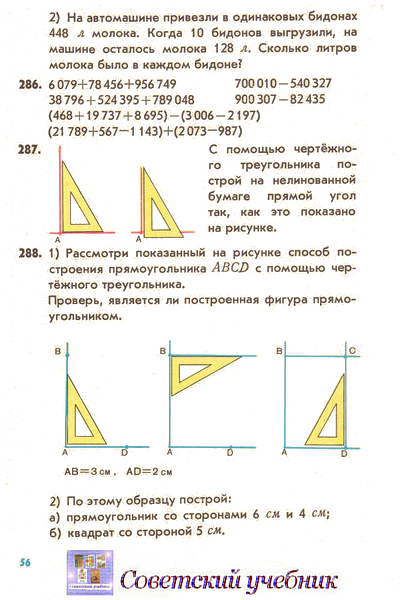 2) На автомашине привезли в одинаковых бидонах
448 л молока. Когда 10 бидонов выгрузили, на
машине осталось молока 128 л. Сколько литров
молока было в каждом бидоне?
286. 6 079+78 456+956 749 700 010−540 327
38 796+524 395+789 048 900 307−82 435
(468+19 737+8 695)−(3 006−2 197)
(21 789+567−1 143)+(2 073−987)
287. С помощью чертёжно-
го треугольника по-
строй на нелинованной
бумаге прямой угол
так, как это показано
на рисунке.
A A
288. 1) Рассмотри показанный на рисунке способ по-
строения прямоугольника ABCD с помощью чер-
тёжного треугольника.
Проверь, является ли построенная фигура прямо-
угольником.
B B B C
A D A D A D
AB=3 см, AD=2 см
2) По этому образцу построй:
а) прямоугольник со сторонами 6 см и 4 см;
б) квадрат со стороной 5 см.
56
Советский учебник